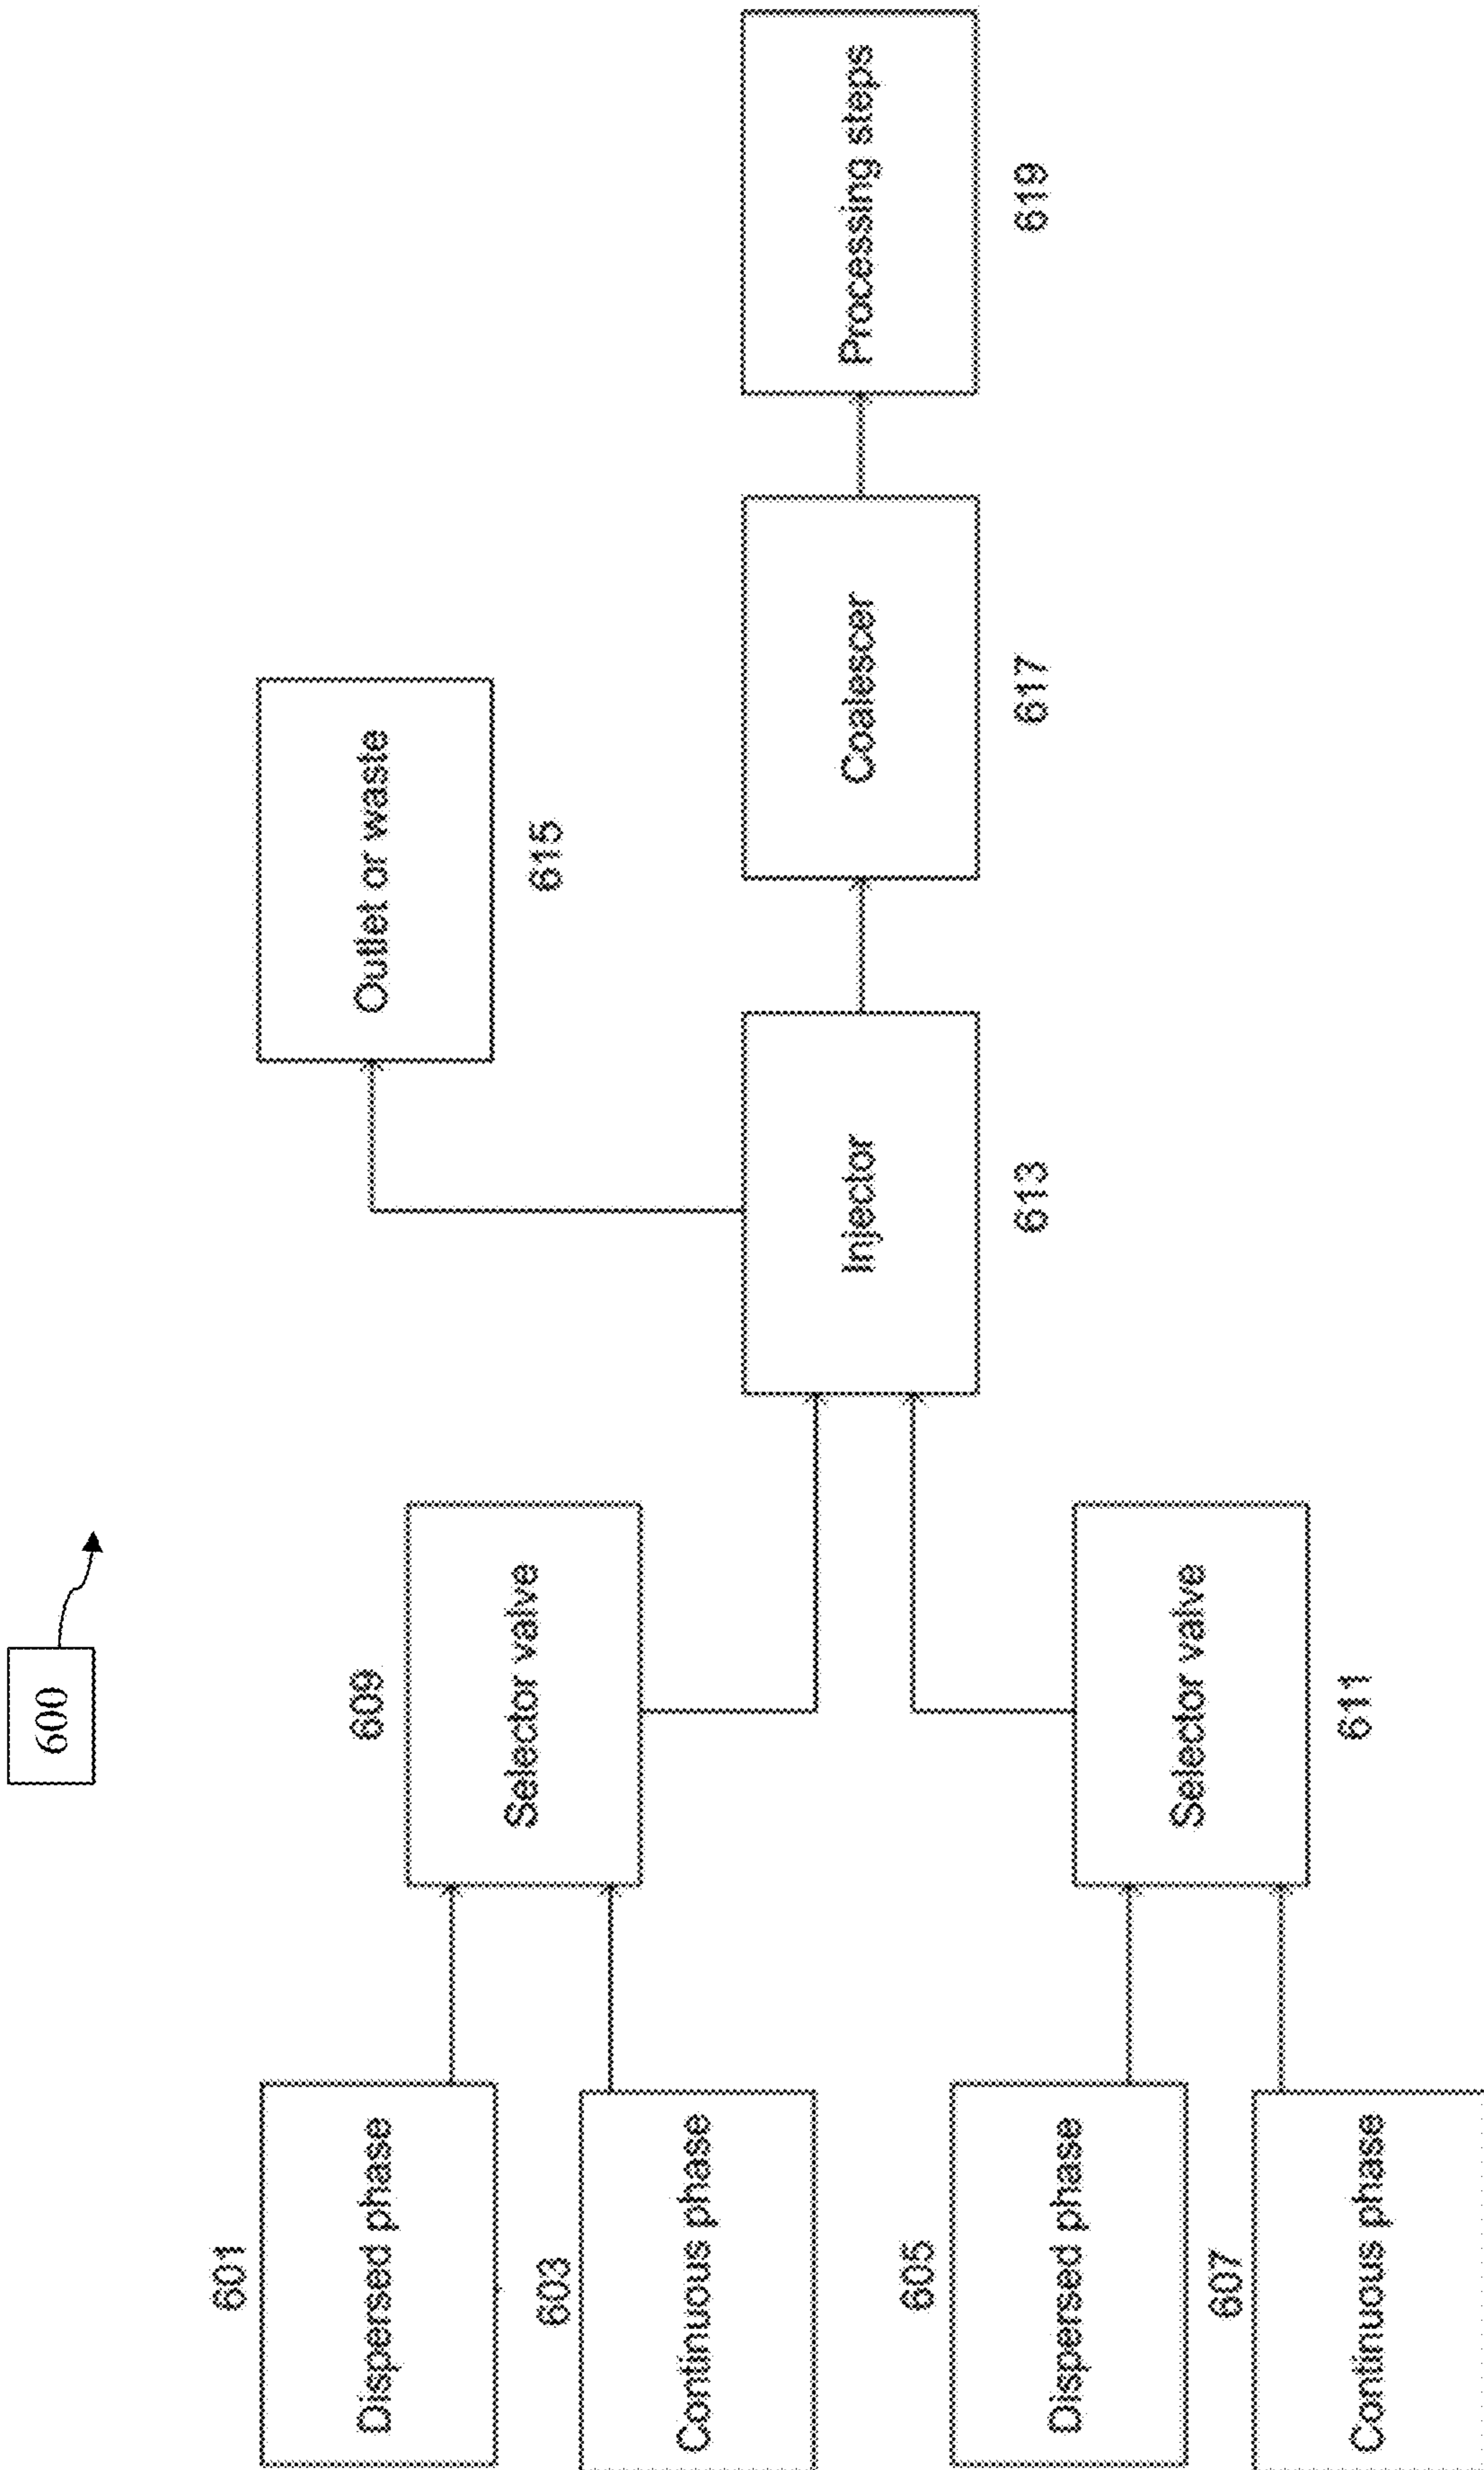 600
601
Dispersed phase
603
Continuous phase
605
Dispersed phase
607
Continuous phase
609
Selector valve
Selector valve
611
Injector
613
Outlet or waste
615
Coalescer
617
Processing steps
619